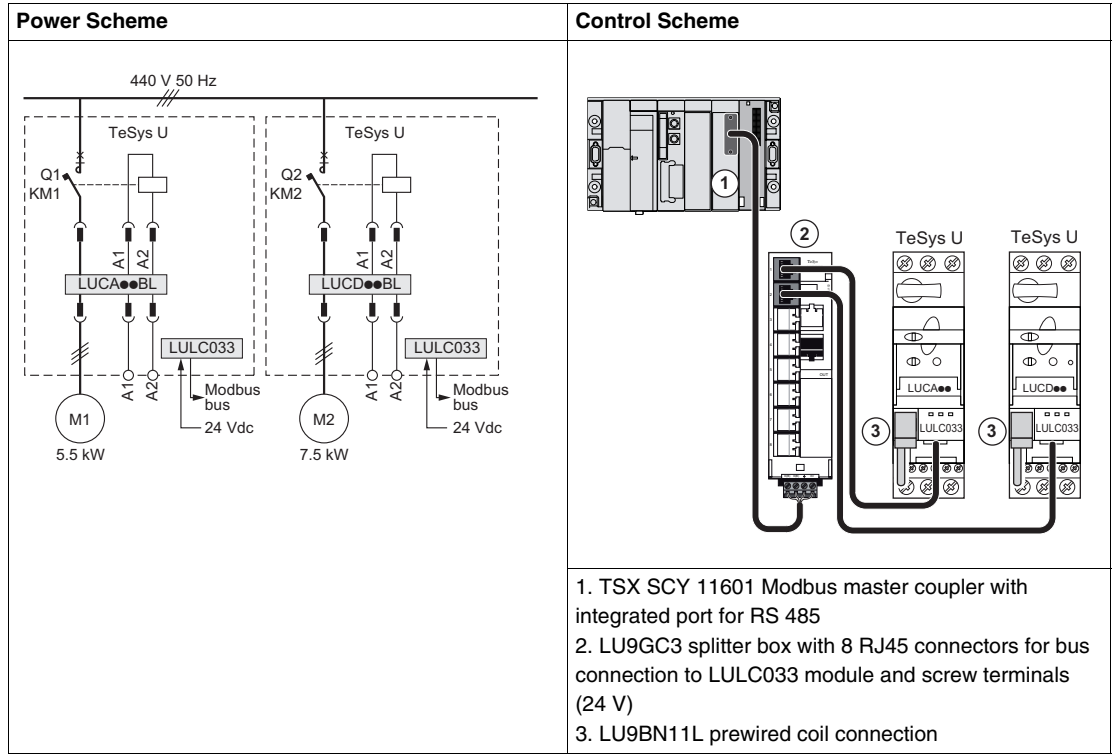 Power Scheme
Control Scheme
440 V 50 Hz
TeSys U
TeSys U
Q1
KM1
Q2
KM2
A1
A2
A1
A2
LUCA●●BL
LUCD●●BL
LULC033
LULC033
A1
A2
A1
A2
Modbus
bus
24 Vdc
Modbus
bus
24 Vdc
M1
5.5 kW
M2
7.5 kW
1
2
TeSys U
TeSys U
LUCA●●
LUCD●●
3
LULC033
3
LULC033
1. TSX SCY 11601 Modbus master coupler with
integrated port for RS 485
2. LU9GC3 splitter box with 8 RJ45 connectors for bus
connection to LULC033 module and screw terminals
(24 V)
3. LU9BN11L prewired coil connection